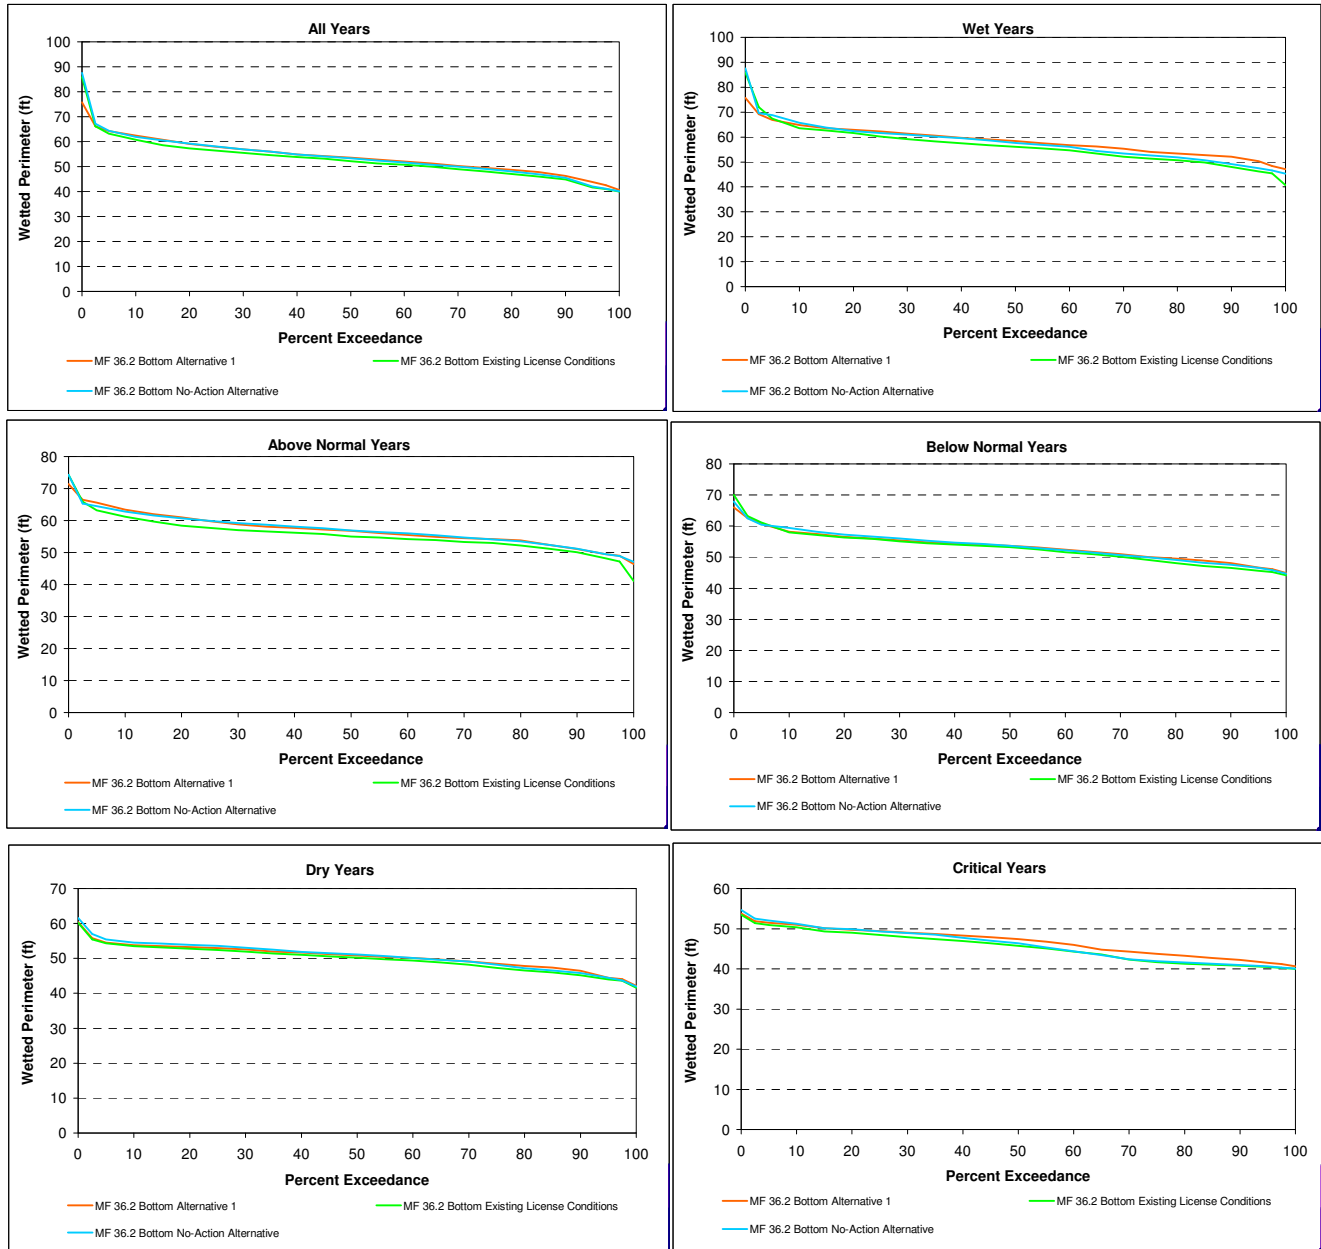 All Years
Wetted Perimeter (ft)
100
90
80
70
60
50
40
30
20
10
0
0 10 20 30 40 50 60 70 80 90 100
Percent Exceedance
MF 36.2 Bottom Alternative 1 MF 36.2 Bottom Existing License Conditions
MF 36.2 Bottom No-Action Alternative
Wet Years
Wetted Perimeter (ft)
100
90
80
70
60
50
40
30
20
10
0
0 10 20 30 40 50 60 70 80 90 100
Percent Exceedance
MF 36.2 Bottom Alternative 1 MF 36.2 Bottom Existing License Conditions
MF 36.2 Bottom No-Action Alternative
Above Normal Years
Wetted Perimeter (ft)
80
70
60
50
40
30
20
10
0
0 10 20 30 40 50 60 70 80 90 100
Percent Exceedance
MF 36.2 Bottom Alternative 1 MF 36.2 Bottom Existing License Conditions
MF 36.2 Bottom No-Action Alternative
Below Normal Years
Wetted Perimeter (ft)
80
70
60
50
40
30
20
10
0
0 10 20 30 40 50 60 70 80 90 100
Percent Exceedance
MF 36.2 Bottom Alternative 1 MF 36.2 Bottom Existing License Conditions
MF 36.2 Bottom No-Action Alternative
Dry Years
Wetted Perimeter (ft)
70
60
50
40
30
20
10
0
0 10 20 30 40 50 60 70 80 90 100
Percent Exceedance
MF 36.2 Bottom Alternative 1 MF 36.2 Bottom Existing License Conditions
MF 36.2 Bottom No-Action Alternative
Critical Years
Wetted Perimeter (ft)
60
50
40
30
20
10
0
0 10 20 30 40 50 60 70 80 90 100
Percent Exceedance
MF 36.2 Bottom Alternative 1 MF 36.2 Bottom Existing License Conditions
MF 36.2 Bottom No-Action Alternative